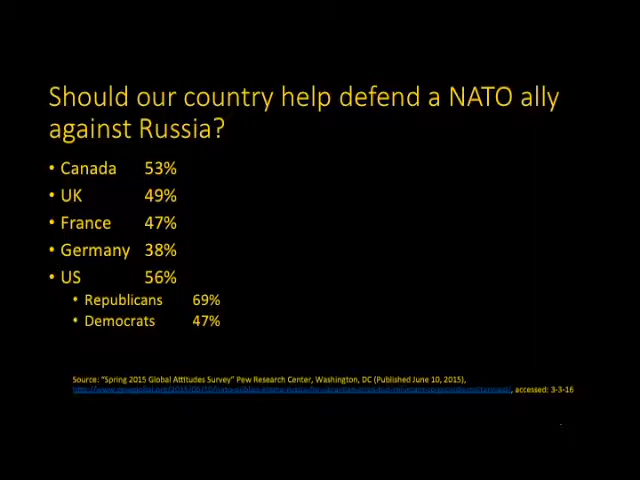 Should our country help defend a NATO ally
against Russia?
• Canada 53%
• UK 49%
• France 47%
• Germany 38%
• US 56%
• Republicans 69%
• Democrats 47%
Source: "Spring 2015 Global Attitudes Survey" Pew Research Center, Washington, DC (Published June 10, 2015),
, accessed: 3-3-16